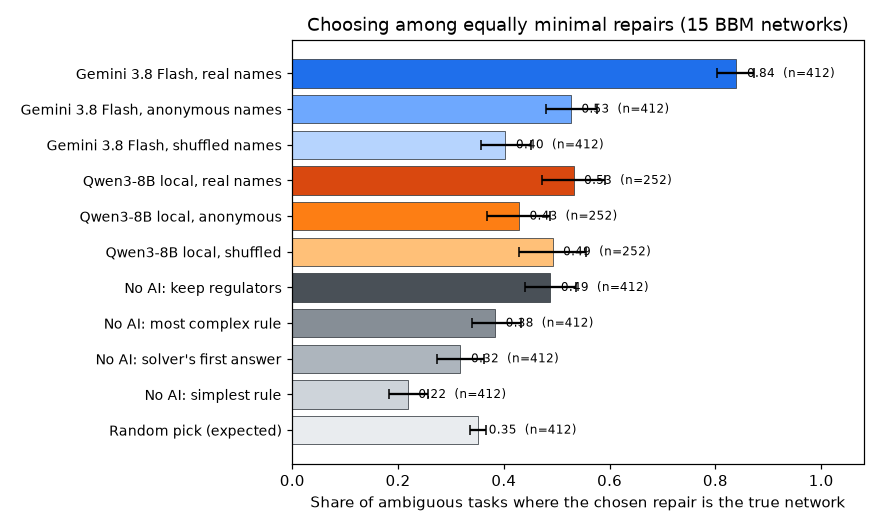 Choosing among equally minimal repairs (15 BBM networks)
Gemini 3.8 Flash, real names 0.84 (n=412)
Gemini 3.8 Flash, anonymous names 0.53 (n=412)
Gemini 3.8 Flash, shuffled names 0.40 (n=412)
Qwen3-8B local, real names 0.53 (n=252)
Qwen3-8B local, anonymous 0.43 (n=252)
Qwen3-8B local, shuffled 0.49 (n=252)
No AI: keep regulators 0.49 (n=412)
No AI: most complex rule 0.38 (n=412)
No AI: solver's first answer 0.32 (n=412)
No AI: simplest rule 0.22 (n=412)
Random pick (expected) 0.35 (n=412)
0.0 0.2 0.4 0.6 0.8 1.0
Share of ambiguous tasks where the chosen repair is the true network